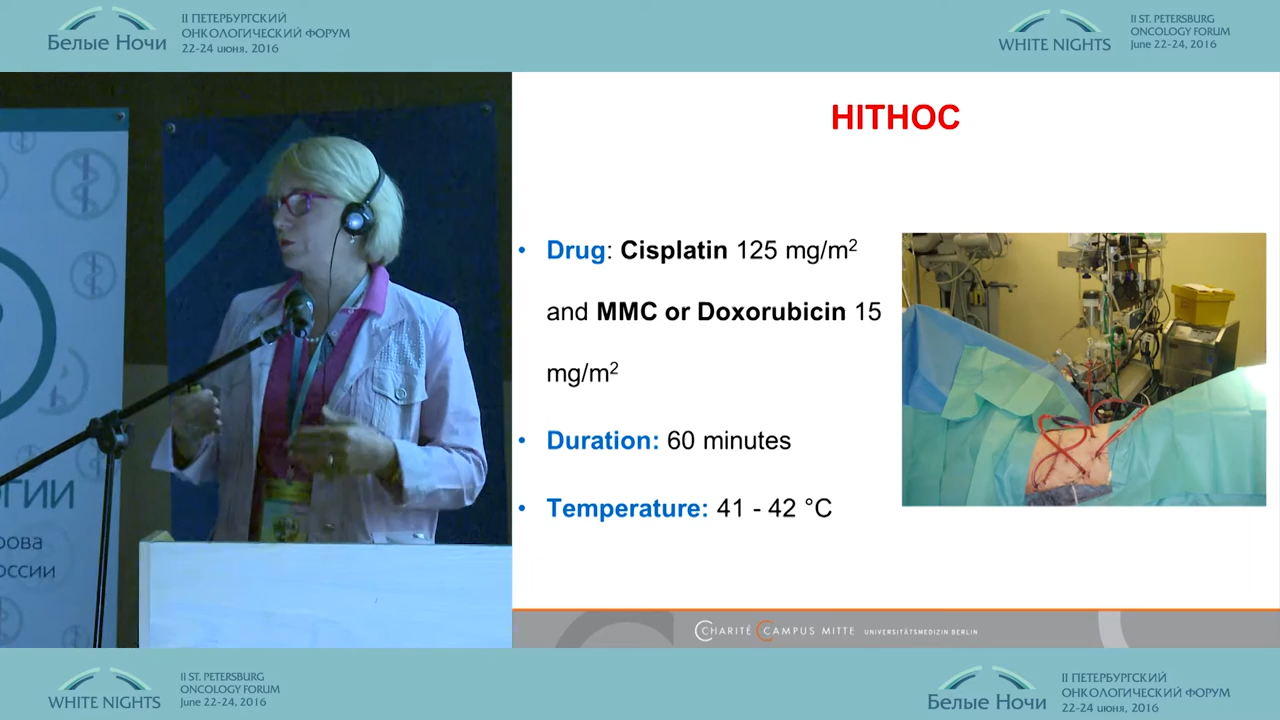 Белые Ночи
II ПЕТЕРБУРГСКИЙ
ОНКОЛОГИЧЕСКИЙ ФОРУМ
22-24 июня, 2016
WHITE NIGHTS
II ST. PETERSBURG
ONCOLOGY FORUM
June 22-24, 2016
HITHOC
• Drug: Cisplatin 125 mg/m²
and MMC or Doxorubicin 15
mg/m²
• Duration: 60 minutes
• Temperature: 41 - 42 °C
CHARITÉ CAMPUS MITTE UNIVERSITÄTSMEDIZIN BERLIN
WHITE NIGHTS
II ST. PETERSBURG
ONCOLOGY FORUM
June 22-24, 2016
Белые Ночи
II ПЕТЕРБУРГСКИЙ
ОНКОЛОГИЧЕСКИЙ ФОРУМ
22-24 июня, 2016